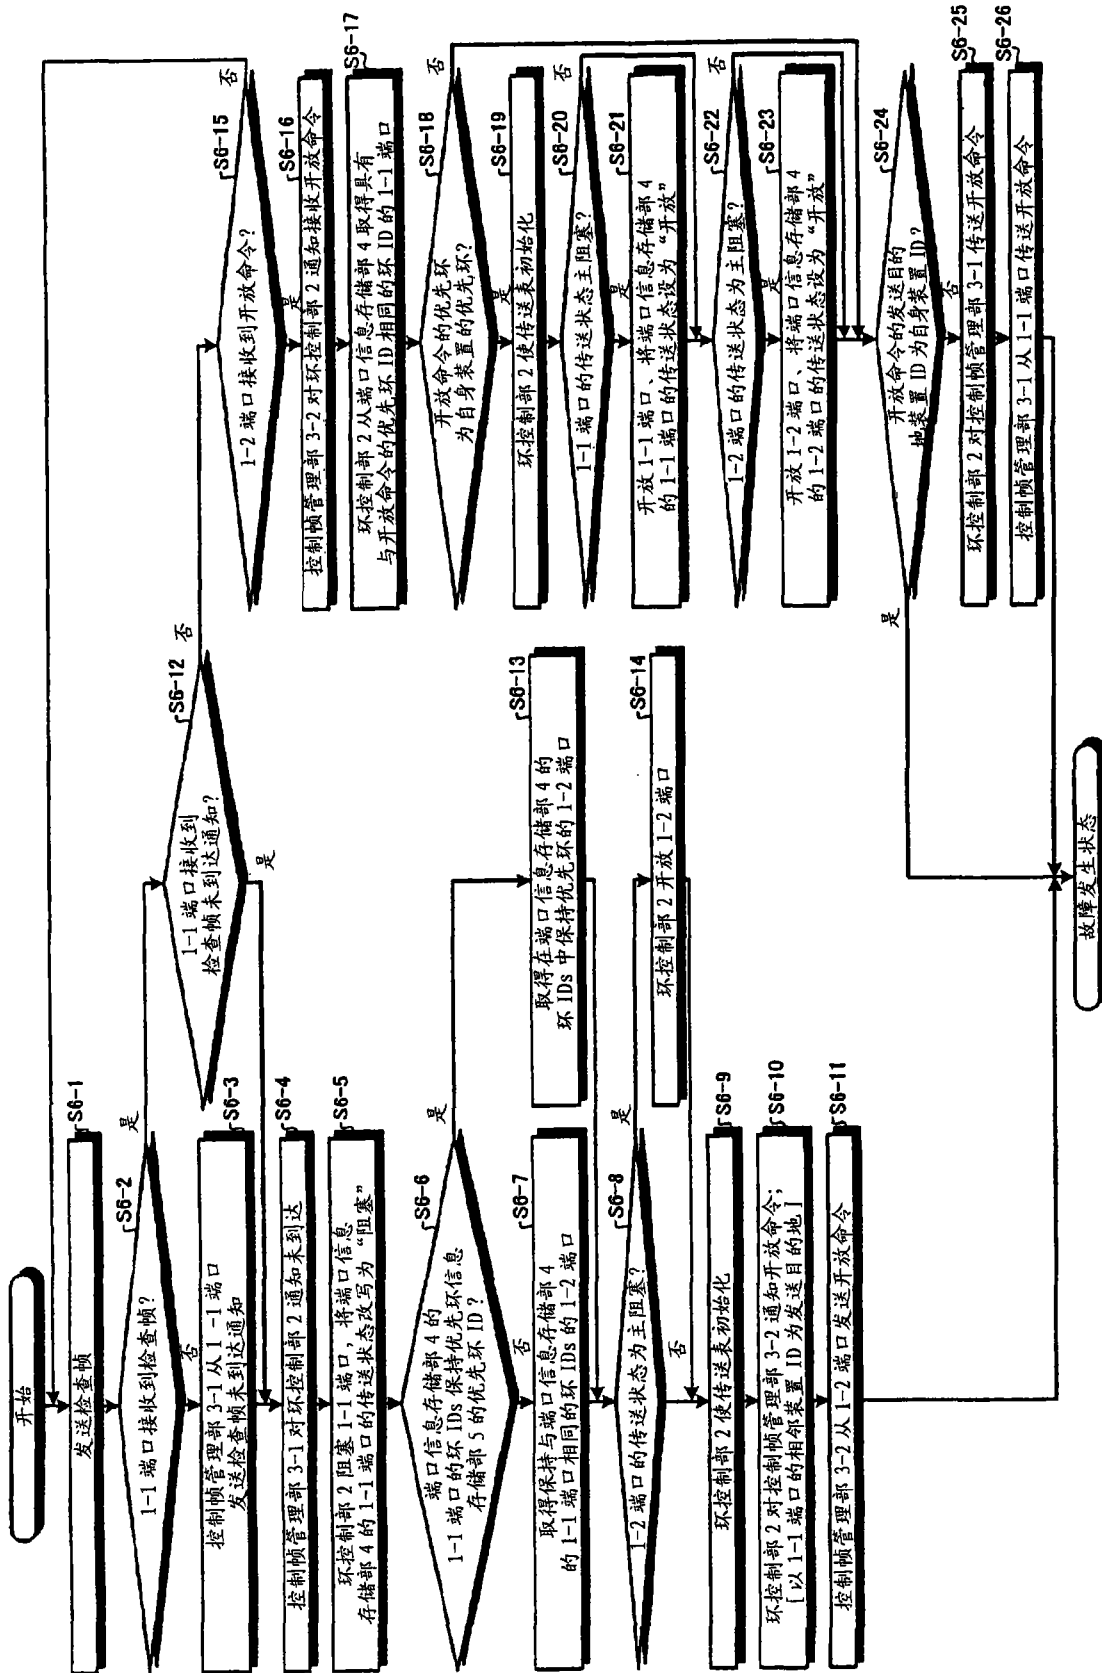 开始
发送检查帧
S6-1
1-1 端口接收到检查帧?
S6-2
是
否
控制帧管理部 3-1 从 1-1 端口
发送检查帧未到达通知
S6-3
控制帧管理部 3-1 对环控制部 2 通知未到达
S6-4
环控制部 2 阻塞 1-1 端口, 将端口信息
存储部 4 的 1-1 端口的传送状态改写为“阻塞”
S6-5
端口信息存储部 4 的
1-1 端口的环 IDs 保持优先环信息
存储部 5 的优先环 ID?
S6-6
是
否
取得保持与端口信息存储部 4
的 1-1 端口相同的环 IDs 的 1-2 端口
S6-7
1-2 端口的传送状态为主阻塞?
S6-8
是
否
环控制部 2 使传送表初始化
S6-9
环控制部 2 对控制帧管理部 3-2 通知开放命令;
[以 1-1 端口的相邻装置 ID 为发送目的地]
S6-10
控制帧管理部 3-2 从 1-2 端口发送开放命令
S6-11
1-1 端口接收到
检查帧未到达通知?
S6-12
否
是
取得在端口信息存储部 4 的
环 IDs 中保持优先环的 1-2 端口
S6-13
环控制部 2 开放 1-2 端口
S6-14
1-2 端口接收到开放命令?
S6-15
否
是
控制帧管理部 3-2 对环控制部 2 通知接收开放命令
S6-16
环控制部 2 从端口信息存储部 4 取得具有
与开放命令的优先环 ID 相同的环 ID 的 1-1 端口
S6-17
开放命令的优先环
为自身装置的优先环?
S6-18
否
是
环控制部 2 使传送表初始化
S6-19
1-1 端口的传送状态主阻塞?
S6-20
否
是
开放 1-1 端口、将端口信息存储部 4
的 1-1 端口的传送状态设为“开放”
S6-21
1-2 端口的传送状态为主阻塞?
S6-22
否
是
开放 1-2 端口、将端口信息存储部 4
的 1-2 端口的传送状态设为“开放”
S6-23
开放命令的发送目的
地装置 ID 为自身装置 ID?
S6-24
是
否
环控制部 2 对控制帧管理部 3-1 传送开放命令
S6-25
控制帧管理部 3-1 从 1-1 端口传送开放命令
S6-26
故障发生状态